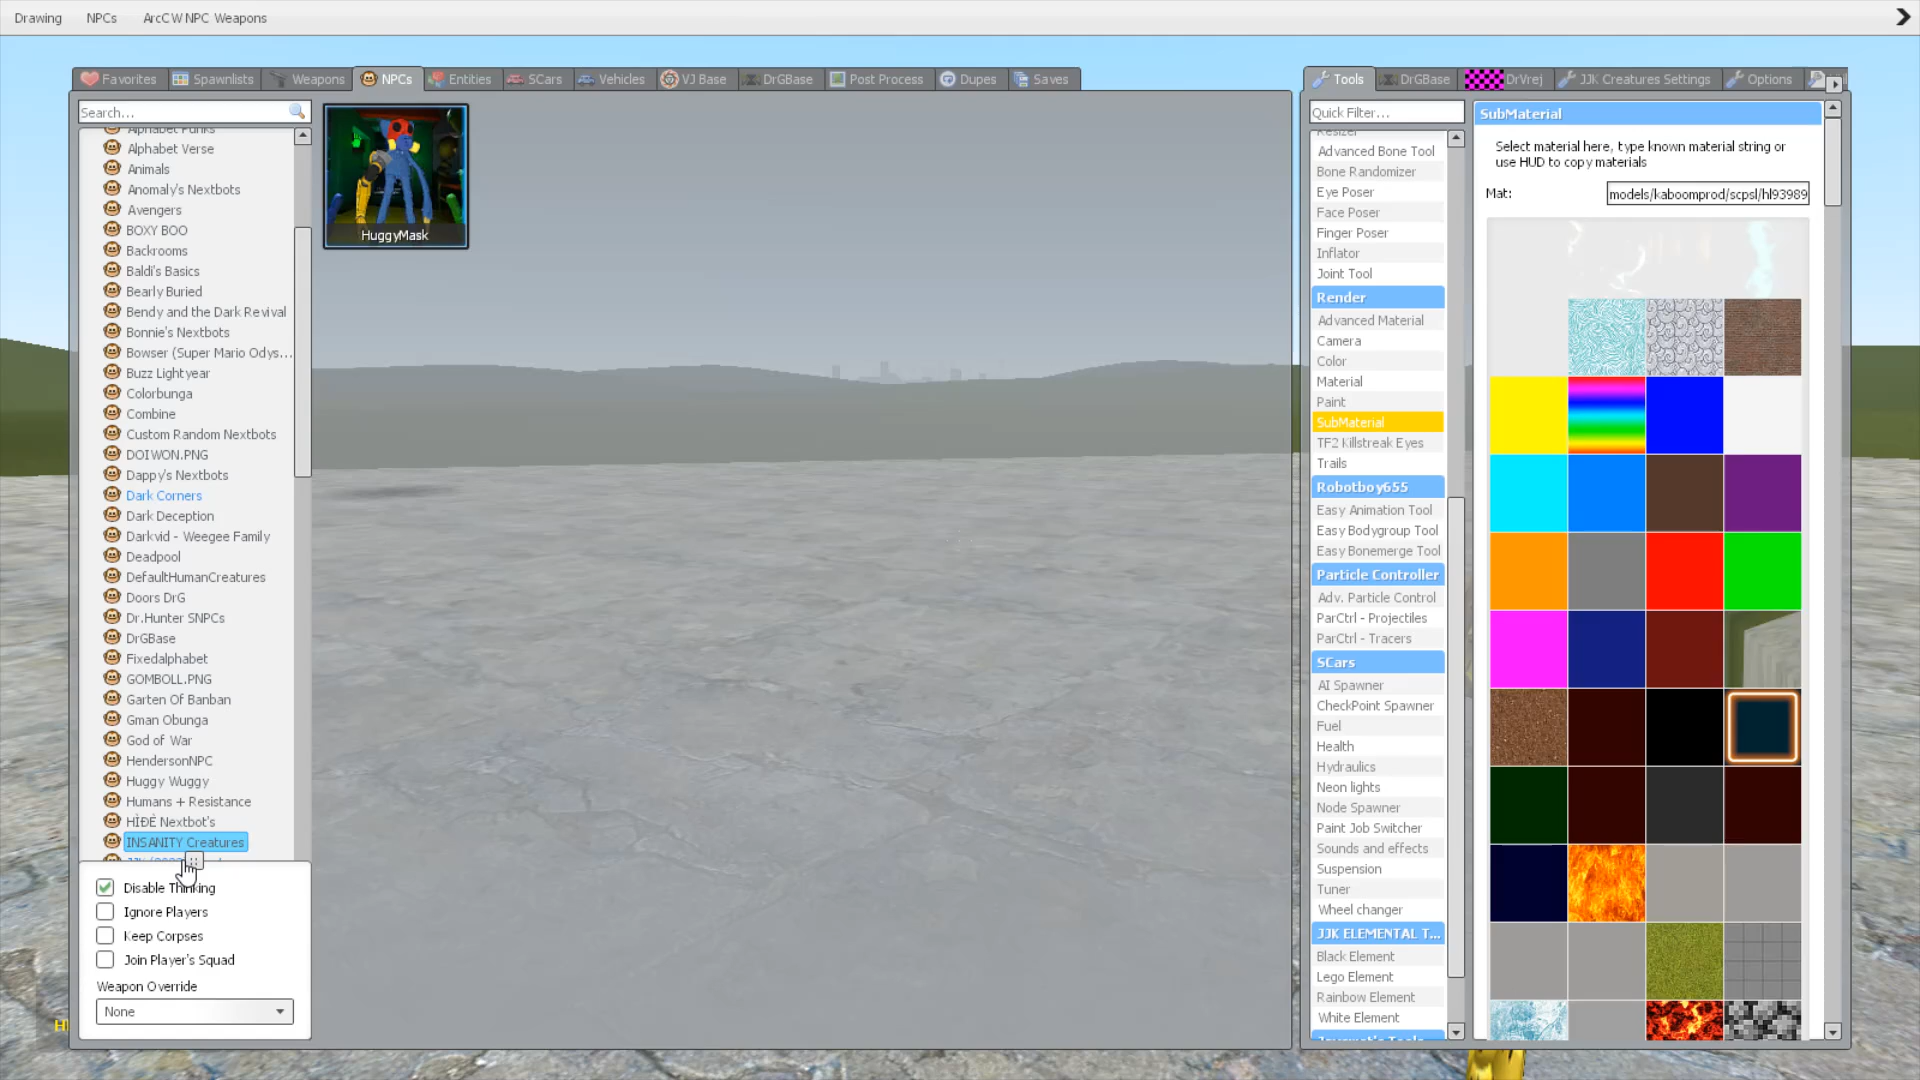 Drawing NPCs ArcCW NPC Weapons
Favorites Spawnlists Weapons NPCs Entities SCars Vehicles VJ Base DrGBase Post Process Dupes Saves
Search...
Alphabet Punks
Alphabet Verse
Animals
Anomaly's Nextbots
Avengers
BOXY BOO
Backrooms
Baldi's Basics
Bearly Buried
Bendy and the Dark Revival
Bonnie's Nextbots
Bowser (Super Mario Odys...
Buzz Lightyear
Colorbunga
Combine
Custom Random Nextbots
DOIWON.PNG
Dappy's Nextbots
Dark Corners
Dark Deception
Darkvid - Weegee Family
Deadpool
DefaultHumanCreatures
Doors DrG
Dr.Hunter SNPCs
DrGBase
Fixedalphabet
GOMBOLL.PNG
Garten Of Banban
Gman Obunga
God of War
HendersonNPC
Huggy Wuggy
Humans + Resistance
HÌĐÈ Nextbot's
INSANITY Creatures
Disable Thinking
Ignore Players
Keep Corpses
Join Player's Squad
Weapon Override
None
HuggyMask
Tools DrGBase DrVrej JJK Creatures Settings Options
Quick Filter...
Resizer
Advanced Bone Tool
Bone Randomizer
Eye Poser
Face Poser
Finger Poser
Inflator
Joint Tool
Render
Advanced Material
Camera
Color
Material
Paint
SubMaterial
TF2 Killstreak Eyes
Trails
Robotboy655
Easy Animation Tool
Easy Bodygroup Tool
Easy Bonemerge Tool
Particle Controller
Adv. Particle Control
ParCtrl - Projectiles
ParCtrl - Tracers
SCars
AI Spawner
CheckPoint Spawner
Fuel
Health
Hydraulics
Neon lights
Node Spawner
Paint Job Switcher
Sounds and effects
Suspension
Tuner
Wheel changer
JJK ELEMENTAL T...
Black Element
Lego Element
Rainbow Element
White Element
SubMaterial
Select material here, type known material string or
use HUD to copy materials
Mat: models/kaboomprod/scpsl/hl93989